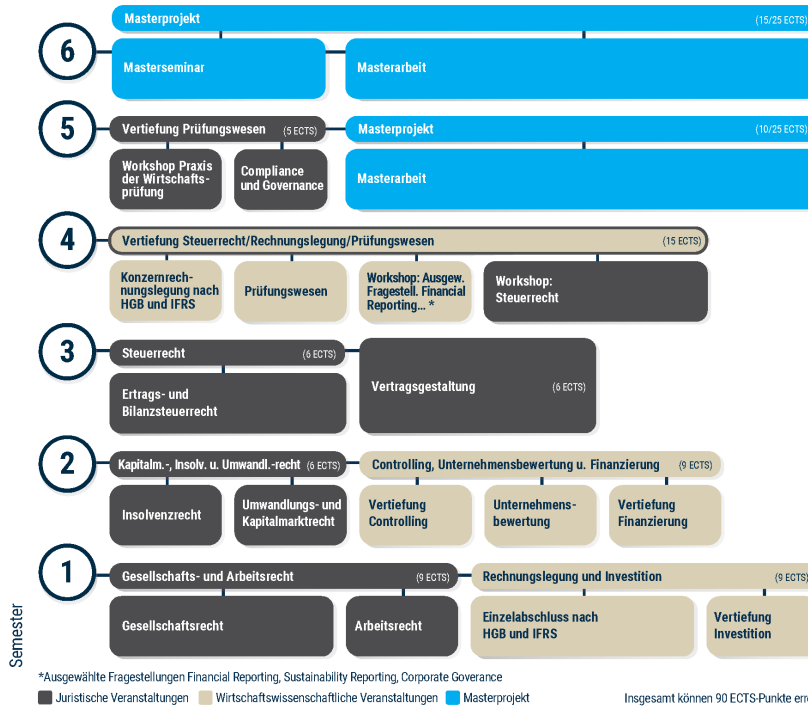 6
Masterprojekt (15/25 ECTS)
Masterseminar
Masterarbeit
5
Vertiefung Prüfungswesen (5 ECTS)
Masterprojekt (10/25 ECTS)
Workshop Praxis
der Wirtschafts-
prüfung
Compliance
und Governance
Masterarbeit
4
Vertiefung Steuerrecht/Rechnungslegung/Prüfungswesen (15 ECTS)
Konzernrech-
nungslegung nach
HGB und IFRS
Prüfungswesen
Workshop: Ausgew.
Fragestell. Financial
Reporting... *
Workshop:
Steuerrecht
3
Steuerrecht (6 ECTS)
Ertrags- und
Bilanzsteuerrecht
Vertragsgestaltung (6 ECTS)
2
Kapitalm.-, Insolv. u. Umwandl.-recht (6 ECTS)
Controlling, Unternehmensbewertung u. Finanzierung (9 ECTS)
Insolvenzrecht
Umwandlungs- und
Kapitalmarktrecht
Vertiefung
Controlling
Unternehmens-
bewertung
Vertiefung
Finanzierung
1
Gesellschafts- und Arbeitsrecht (9 ECTS)
Rechnungslegung und Investition (9 ECTS)
Gesellschaftsrecht
Arbeitsrecht
Einzelabschluss nach
HGB und IFRS
Vertiefung
Investition
Semester
*Ausgewählte Fragestellungen Financial Reporting, Sustainability Reporting, Corporate Goverance
Juristische Veranstaltungen
Wirtschaftswissenschaftliche Veranstaltungen
Masterprojekt
Insgesamt können 90 ECTS-Punkte